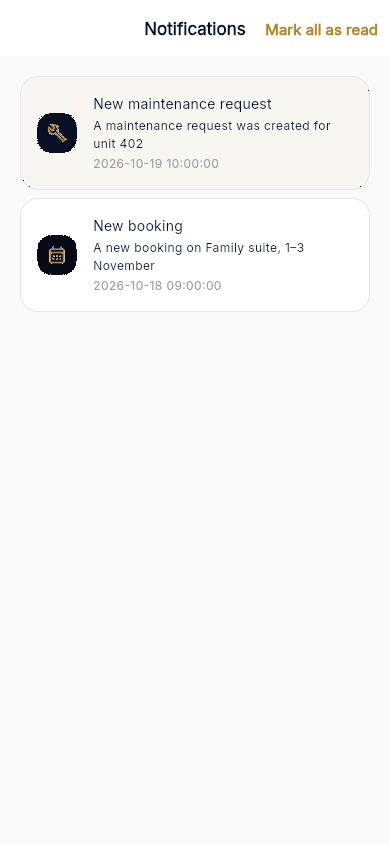 Notifications
Mark all as read
New maintenance request
A maintenance request was created for
unit 402
2026-10-19 10:00:00
New booking
A new booking on Family suite, 1–3
November
2026-10-18 09:00:00